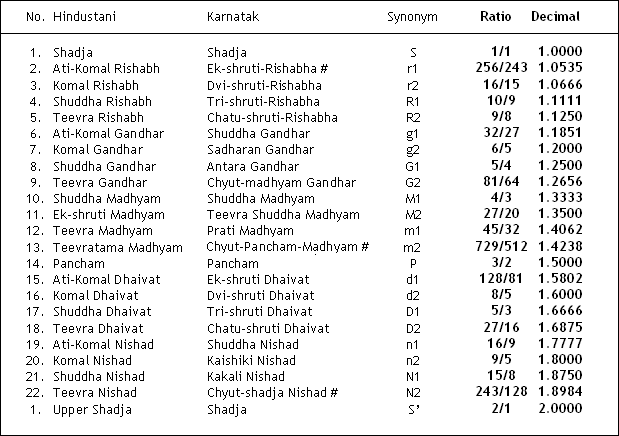 No. Hindustani Karnatak Synonym Ratio Decimal
1. Shadja Shadja S 1/1 1.0000
2. Ati-Komal Rishabh Ek-shruti-Rishabha # r1 256/243 1.0535
3. Komal Rishabh Dvi-shruti-Rishabha r2 16/15 1.0666
4. Shuddha Rishabh Tri-shruti-Rishabha R1 10/9 1.1111
5. Teevra Rishabh Chatu-shruti-Rishabha R2 9/8 1.1250
6. Ati-Komal Gandhar Shuddha Gandhar g1 32/27 1.1851
7. Komal Gandhar Sadharan Gandhar g2 6/5 1.2000
8. Shuddha Gandhar Antara Gandhar G1 5/4 1.2500
9. Teevra Gandhar Chyut-madhyam Gandhar G2 81/64 1.2656
10. Shuddha Madhyam Shuddha Madhyam M1 4/3 1.3333
11. Ek-shruti Madhyam Teevra Shuddha Madhyam M2 27/20 1.3500
12. Teevra Madhyam Prati Madhyam m1 45/32 1.4062
13. Teevratama Madhyam Chyut-Pancham-Madhyam # m2 729/512 1.4238
14. Pancham Pancham P 3/2 1.5000
15. Ati-Komal Dhaivat Ek-shruti Dhaivat d1 128/81 1.5802
16. Komal Dhaivat Dvi-shruti Dhaivat d2 8/5 1.6000
17. Shuddha Dhaivat Tri-shruti Dhaivat D1 5/3 1.6666
18. Teevra Dhaivat Chatu-shruti Dhaivat D2 27/16 1.6875
19. Ati-Komal Nishad Shuddha Nishad n1 16/9 1.7777
20. Komal Nishad Kaishiki Nishad n2 9/5 1.8000
21. Shuddha Nishad Kakali Nishad N1 15/8 1.8750
22. Teevra Nishad Chyut-shadja Nishad # N2 243/128 1.8984
1. Upper Shadja Shadja S’ 2/1 2.0000